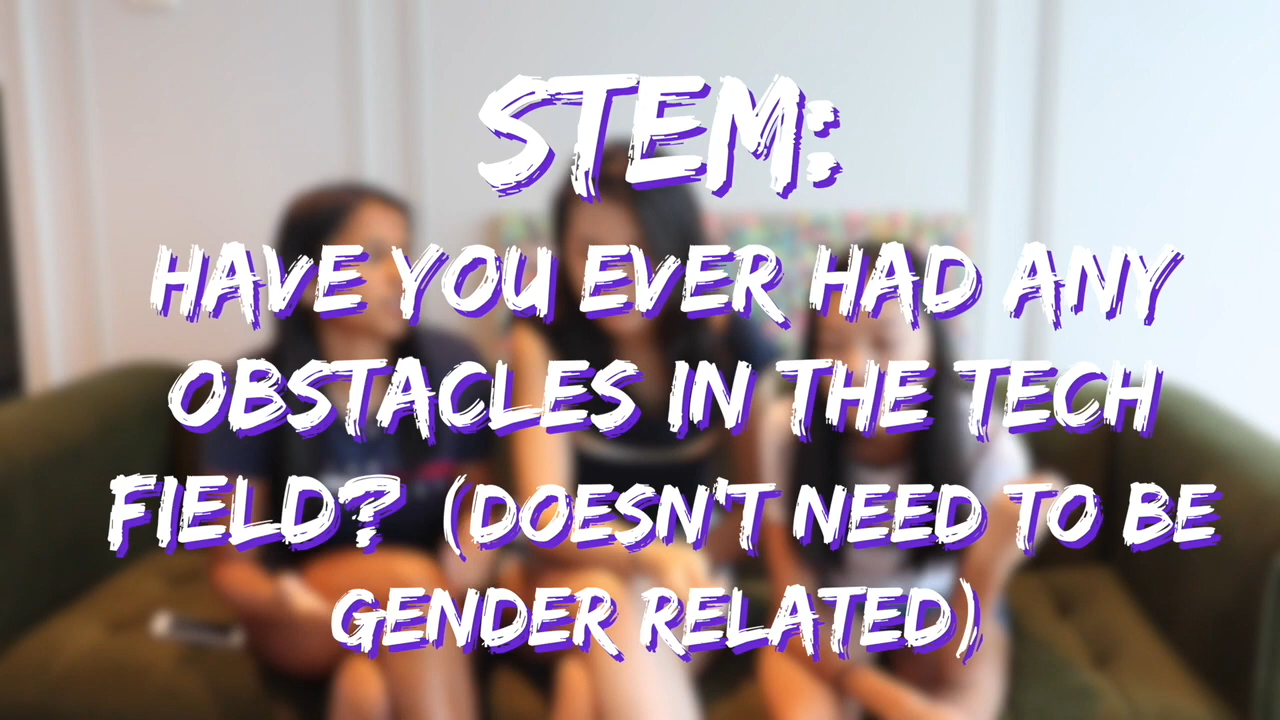 STEM:
HAVE YOU EVER HAD ANY
OBSTACLES IN THE TECH
FIELD? (DOESN'T NEED TO BE
GENDER RELATED)